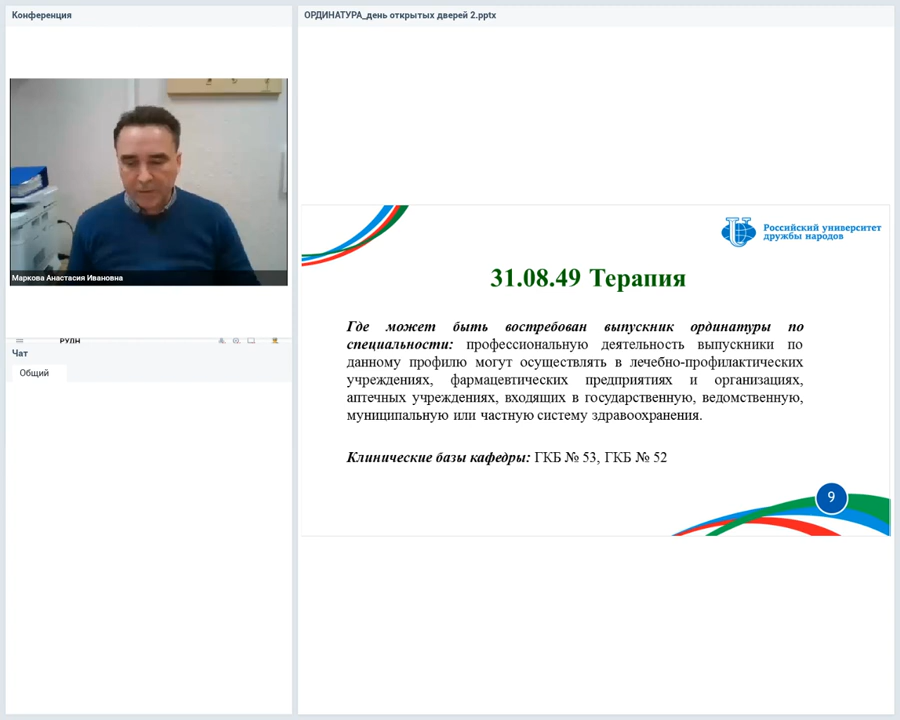 Конференция
Маркова Анастасия Ивановна
РУДН
Чат
Общий
ОРДИНАТУРА_день открытых дверей 2.pptx
Российский университет
дружбы народов
31.08.49 Терапия
Где может быть востребован выпускник ординатуры по
специальности: профессиональную деятельность выпускники по
данному профилю могут осуществлять в лечебно-профилактических
учреждениях, фармацевтических предприятиях и организациях,
аптечных учреждениях, входящих в государственную, ведомственную,
муниципальную или частную систему здравоохранения.
Клинические базы кафедры: ГКБ № 53, ГКБ № 52
9